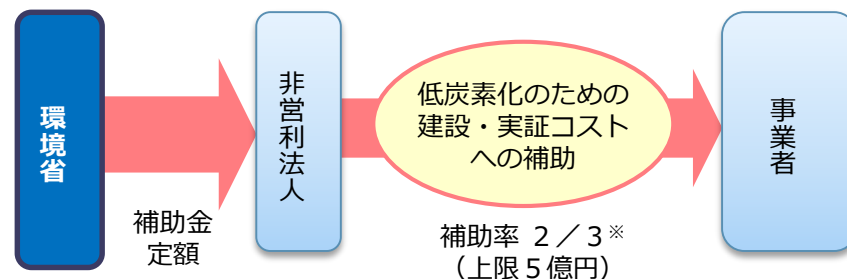 環境省
補助金
定額
非営利法人
低炭素化のための
建設・実証コスト
への補助
補助率 2/3※
(上限5億円)
事業者